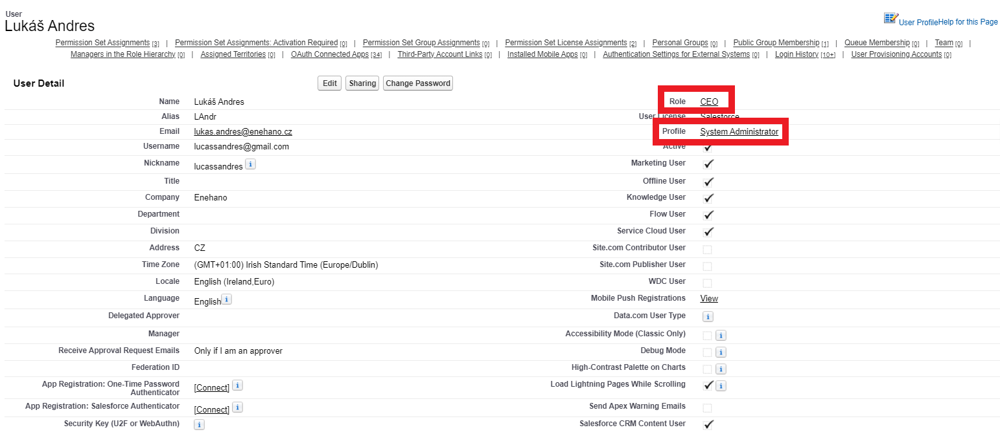 User
Lukáš Andres
User ProfileHelp for this Page
Permission Set Assignments [3] | Permission Set Assignments: Activation Required [0] | Permission Set Group Assignments [0] | Permission Set License Assignments [2] | Personal Groups [0] | Public Group Membership [1] | Queue Membership [0] | Team [0] |
Managers in the Role Hierarchy [0] | Assigned Territories [0] | OAuth Connected Apps [34] | Third-Party Account Links [0] | Installed Mobile Apps [0] | Authentication Settings for External Systems [0] | Login History [10+] | User Provisioning Accounts [0]
User Detail Edit Sharing Change Password
Name Lukáš Andres Role CEO
Alias LAndr User License Salesforce
Email lukas.andres@enehano.cz Profile System Administrator
Username lucassandres@gmail.com Active
Nickname lucassandres i Marketing User
Title Offline User
Company Enehano Knowledge User
Department Flow User
Division Service Cloud User
Address CZ Site.com Contributor User
Time Zone (GMT+01:00) Irish Standard Time (Europe/Dublin) Site.com Publisher User
Locale English (Ireland,Euro) WDC User
Language English i Mobile Push Registrations View
Delegated Approver Data.com User Type i
Manager Accessibility Mode (Classic Only) i
Receive Approval Request Emails Only if I am an approver Debug Mode i
Federation ID High-Contrast Palette on Charts i
App Registration: One-Time Password
Authenticator [Connect] i Load Lightning Pages While Scrolling i
App Registration: Salesforce Authenticator [Connect] i Send Apex Warning Emails
Security Key (U2F or WebAuthn) i Salesforce CRM Content User